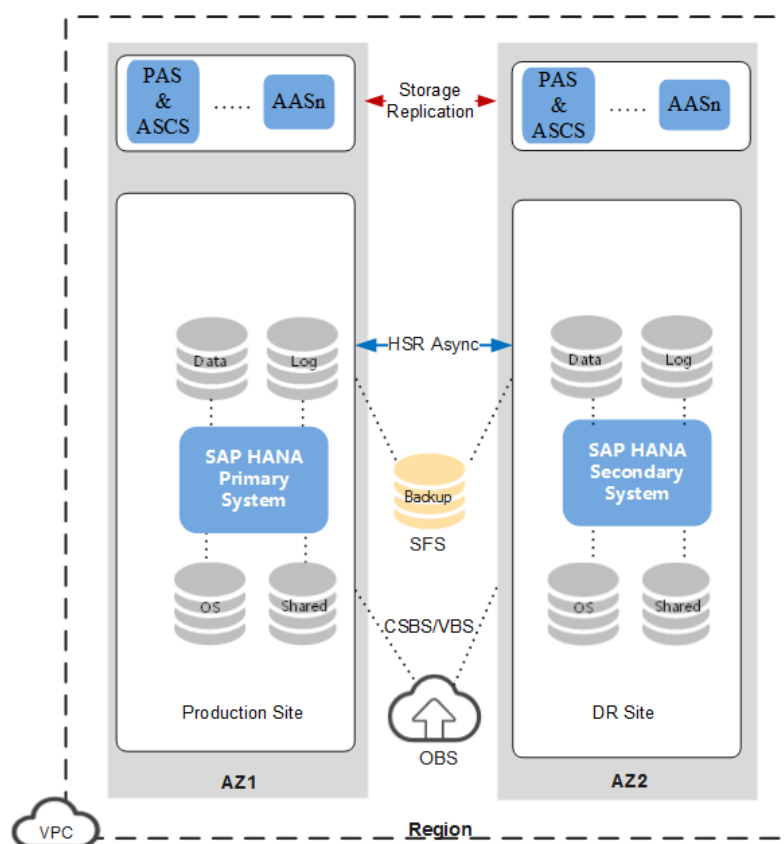 PAS
&
ASCS
.....
AASn
Storage
Replication
PAS
&
ASCS
.....
AASn
Data
Log
HSR Async
Data
Log
SAP HANA
Primary
System
Backup
SFS
SAP HANA
Secondary
System
OS
Shared
CSBS/VBS
OS
Shared
Production Site
OBS
DR Site
AZ1
AZ2
VPC
Region